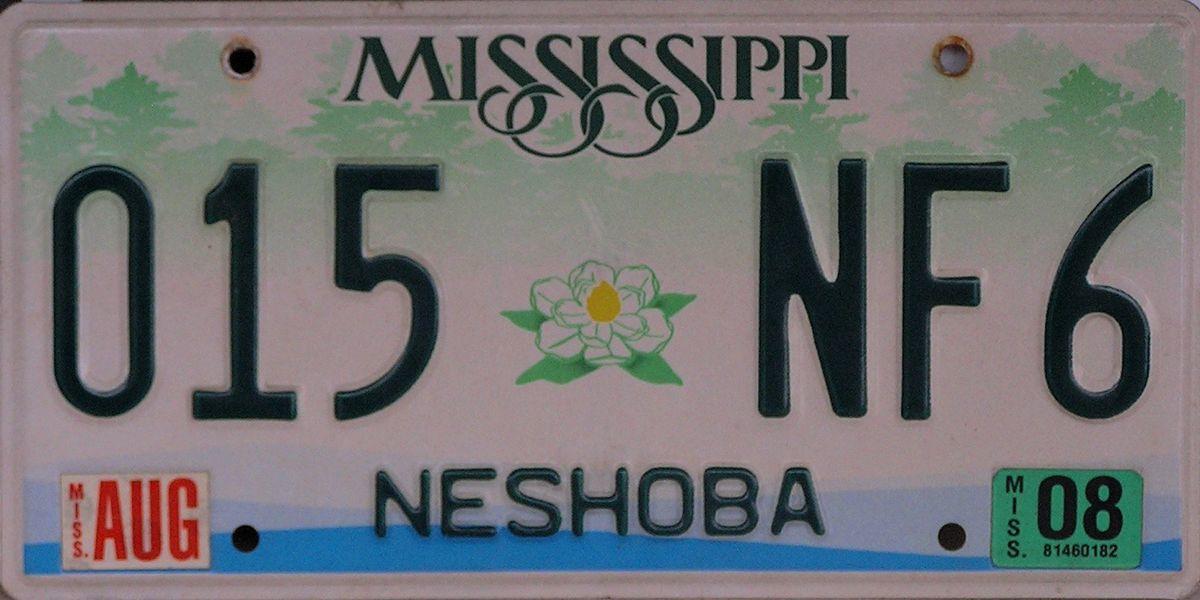 MISSISSIPPI
015 NF6
NESHOBA
MISS. AUG
MISS. 08
81460182